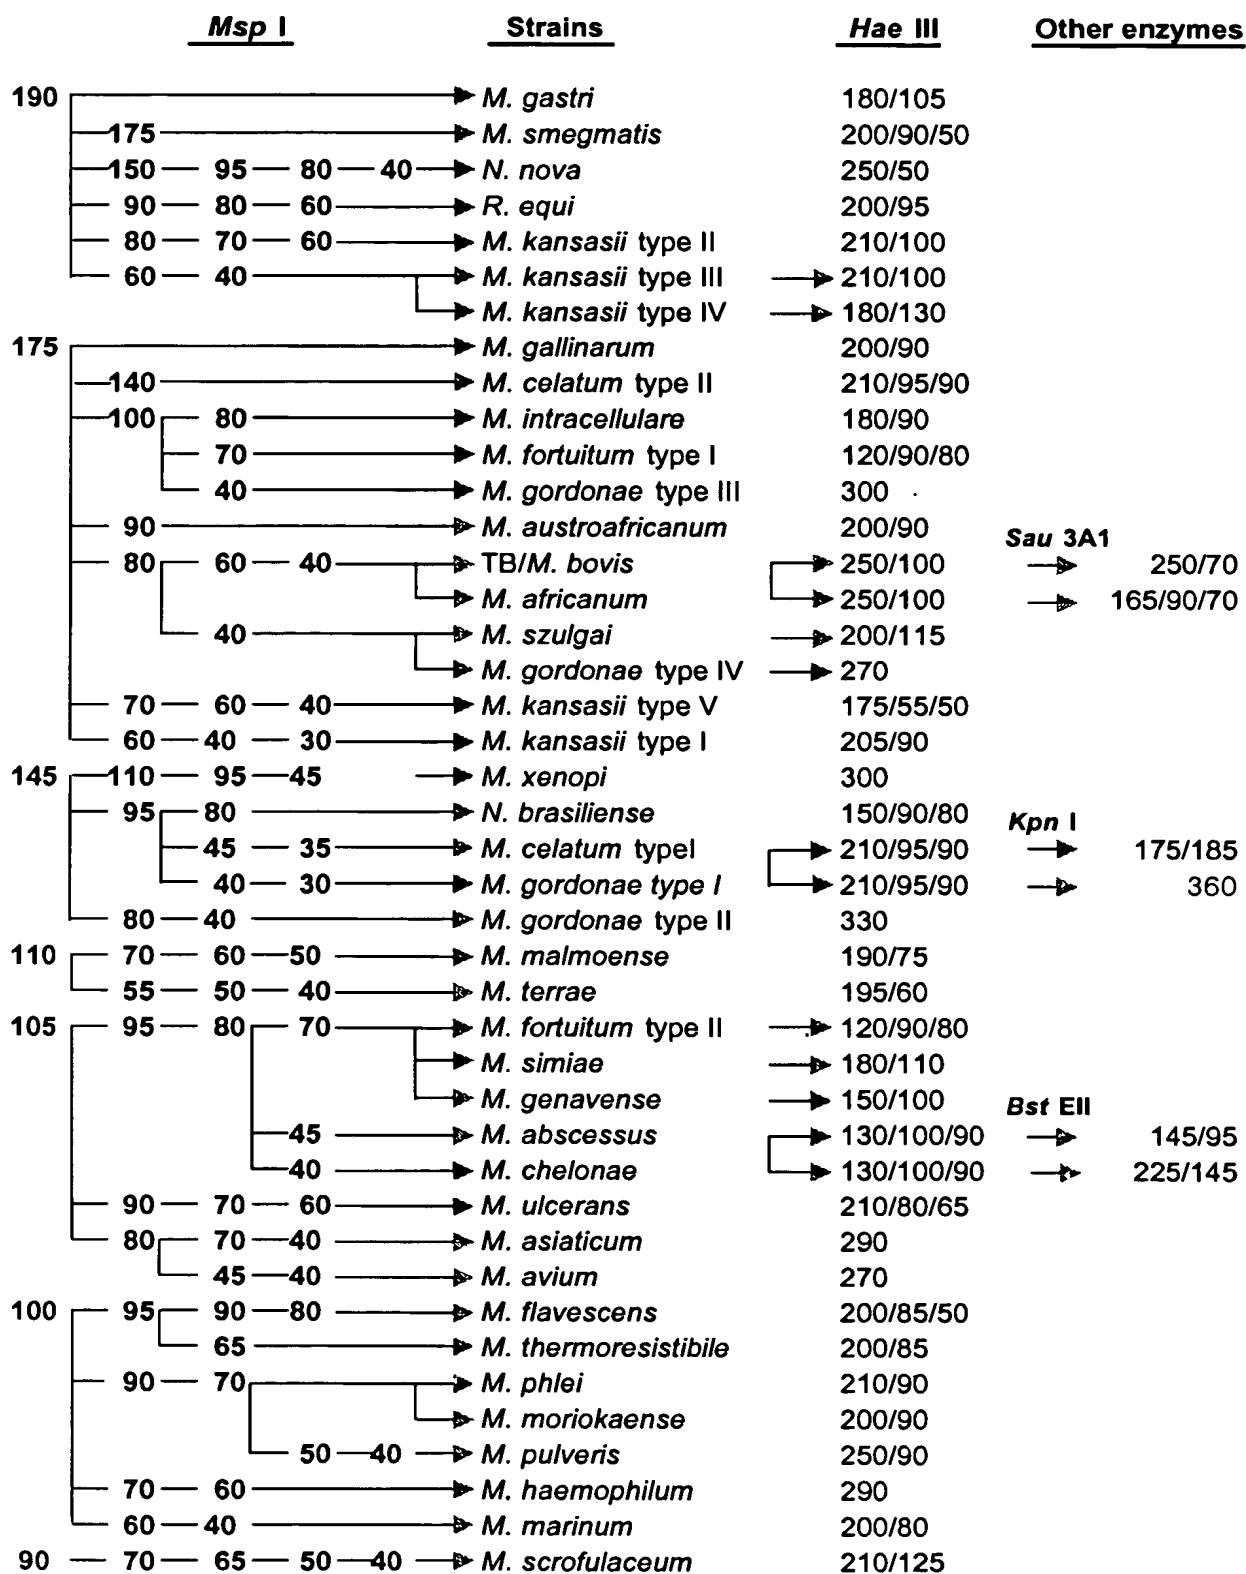 Msp I Strains Hae III Other enzymes
190 M. gastri 180/105
175 M. smegmatis 200/90/50
150 95 80 40 N. nova 250/50
90 80 60 R. equi 200/95
80 70 60 M. kansasii type II 210/100
60 40 M. kansasii type III 210/100
M. kansasii type IV 180/130
175 M. gallinarum 200/90
140 M. celatum type II 210/95/90
100 80 M. intracellulare 180/90
70 M. fortuitum type I 120/90/80
40 M. gordonae type III 300
90 M. austroafricanum 200/90
Sau 3A1
80 60 40 TB/M. bovis 250/100 250/70
M. africanum 250/100 165/90/70
40 M. szulgai 200/115
M. gordonae type IV 270
70 60 40 M. kansasii type V 175/55/50
60 40 30 M. kansasii type I 205/90
145 110 95 45 M. xenopi 300
95 80 N. brasiliense 150/90/80
Kpn I
45 35 M. celatum typeI 210/95/90 175/185
40 30 M. gordonae type I 210/95/90 360
80 40 M. gordonae type II 330
110 70 60 50 M. malmoense 190/75
55 50 40 M. terrae 195/60
105 95 80 70 M. fortuitum type II 120/90/80
M. simiae 180/110
M. genavense 150/100
Bst EII
45 M. abscessus 130/100/90 145/95
40 M. chelonae 130/100/90 225/145
90 70 60 M. ulcerans 210/80/65
80 70 40 M. asiaticum 290
45 40 M. avium 270
100 95 90 80 M. flavescens 200/85/50
65 M. thermoresistibile 200/85
90 70 M. phlei 210/90
M. moriokaense 200/90
50 40 M. pulveris 250/90
70 60 M. haemophilum 290
60 40 M. marinum 200/80
90 70 65 50 40 M. scrofulaceum 210/125